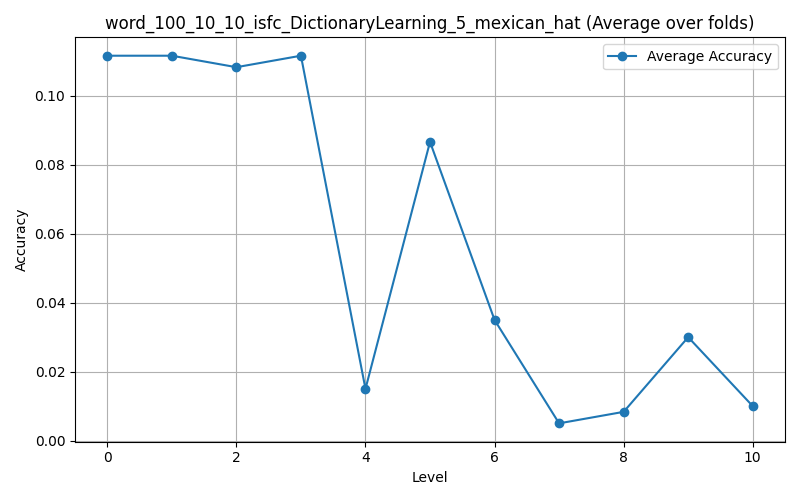 word_100_10_10_isfc_DictionaryLearning_5_mexican_hat (Average over folds)
Average Accuracy
0.10
0.08
0.06
0.04
0.02
0.00
Accuracy
0 2 4 6 8 10
Level